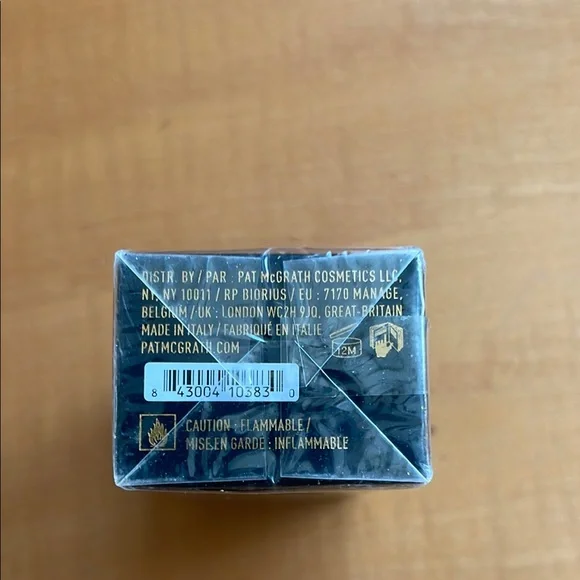 DISTR. BY / PAR : PAT McGRATH COSMETICS LLC,
NY, NY 10011 / RP BIORIUS / EU : 7170 MANAGE,
BELGIUM / UK : LONDON WC2H 9JQ, GREAT-BRITAIN
MADE IN ITALY / FABRIQUÉ EN ITALIE
PATMCGRATH.COM
12M
8 43004 10383 0
CAUTION : FLAMMABLE /
MISE EN GARDE : INFLAMMABLE